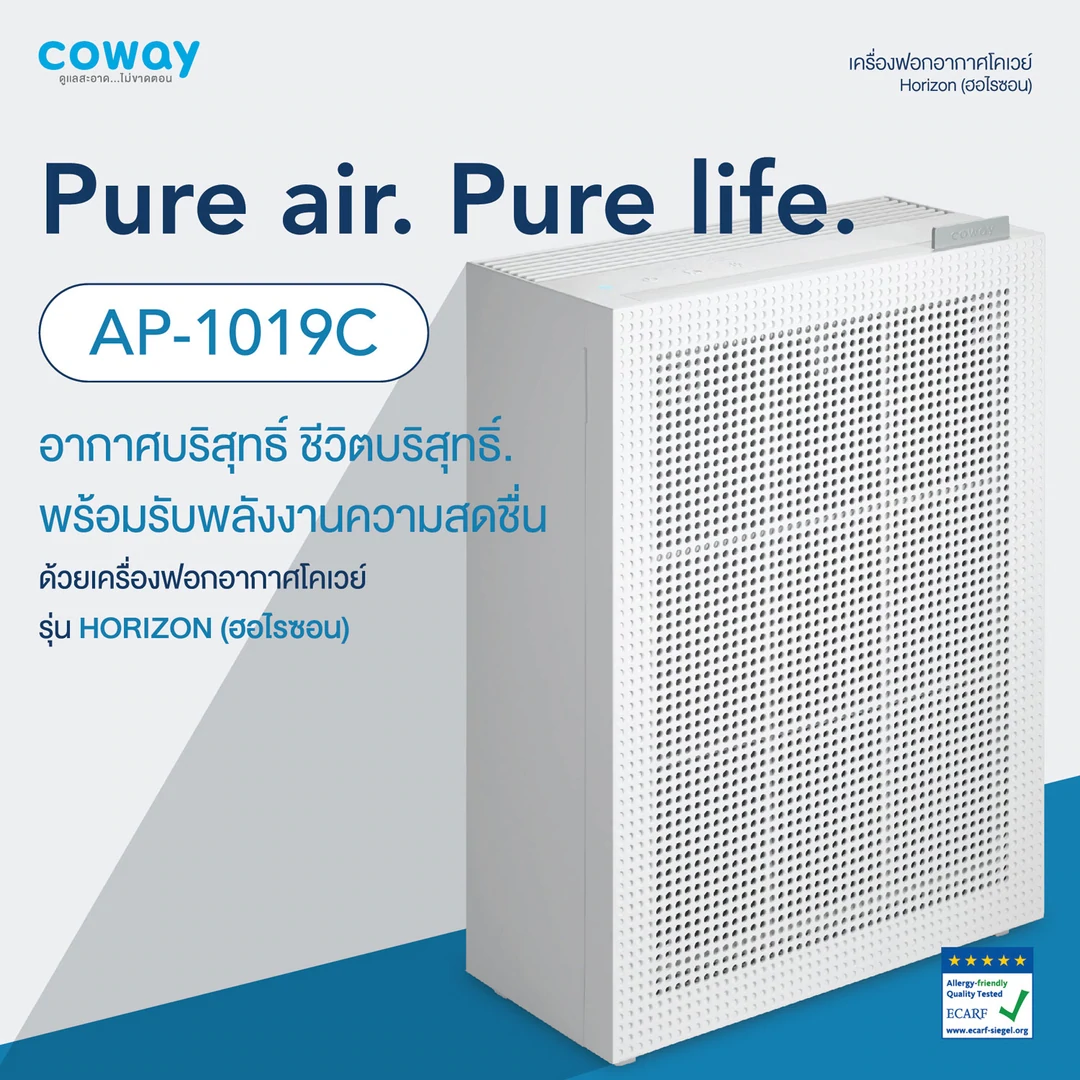 coway
ดูแลสะอาด...ไม่ขาดตอน
เครื่องฟอกอากาศโคเวย์
Horizon (ฮอไรซอน)
Pure air. Pure life.
coway
AP-1019C
อากาศบริสุทธิ์ ชีวิตบริสุทธิ์.
พร้อมรับพลังงานความสดชื่น
ด้วยเครื่องฟอกอากาศโคเวย์
รุ่น HORIZON (ฮอไรซอน)
Allergy-friendly
Quality Tested
ECARF
www.ecarf-siegel.org